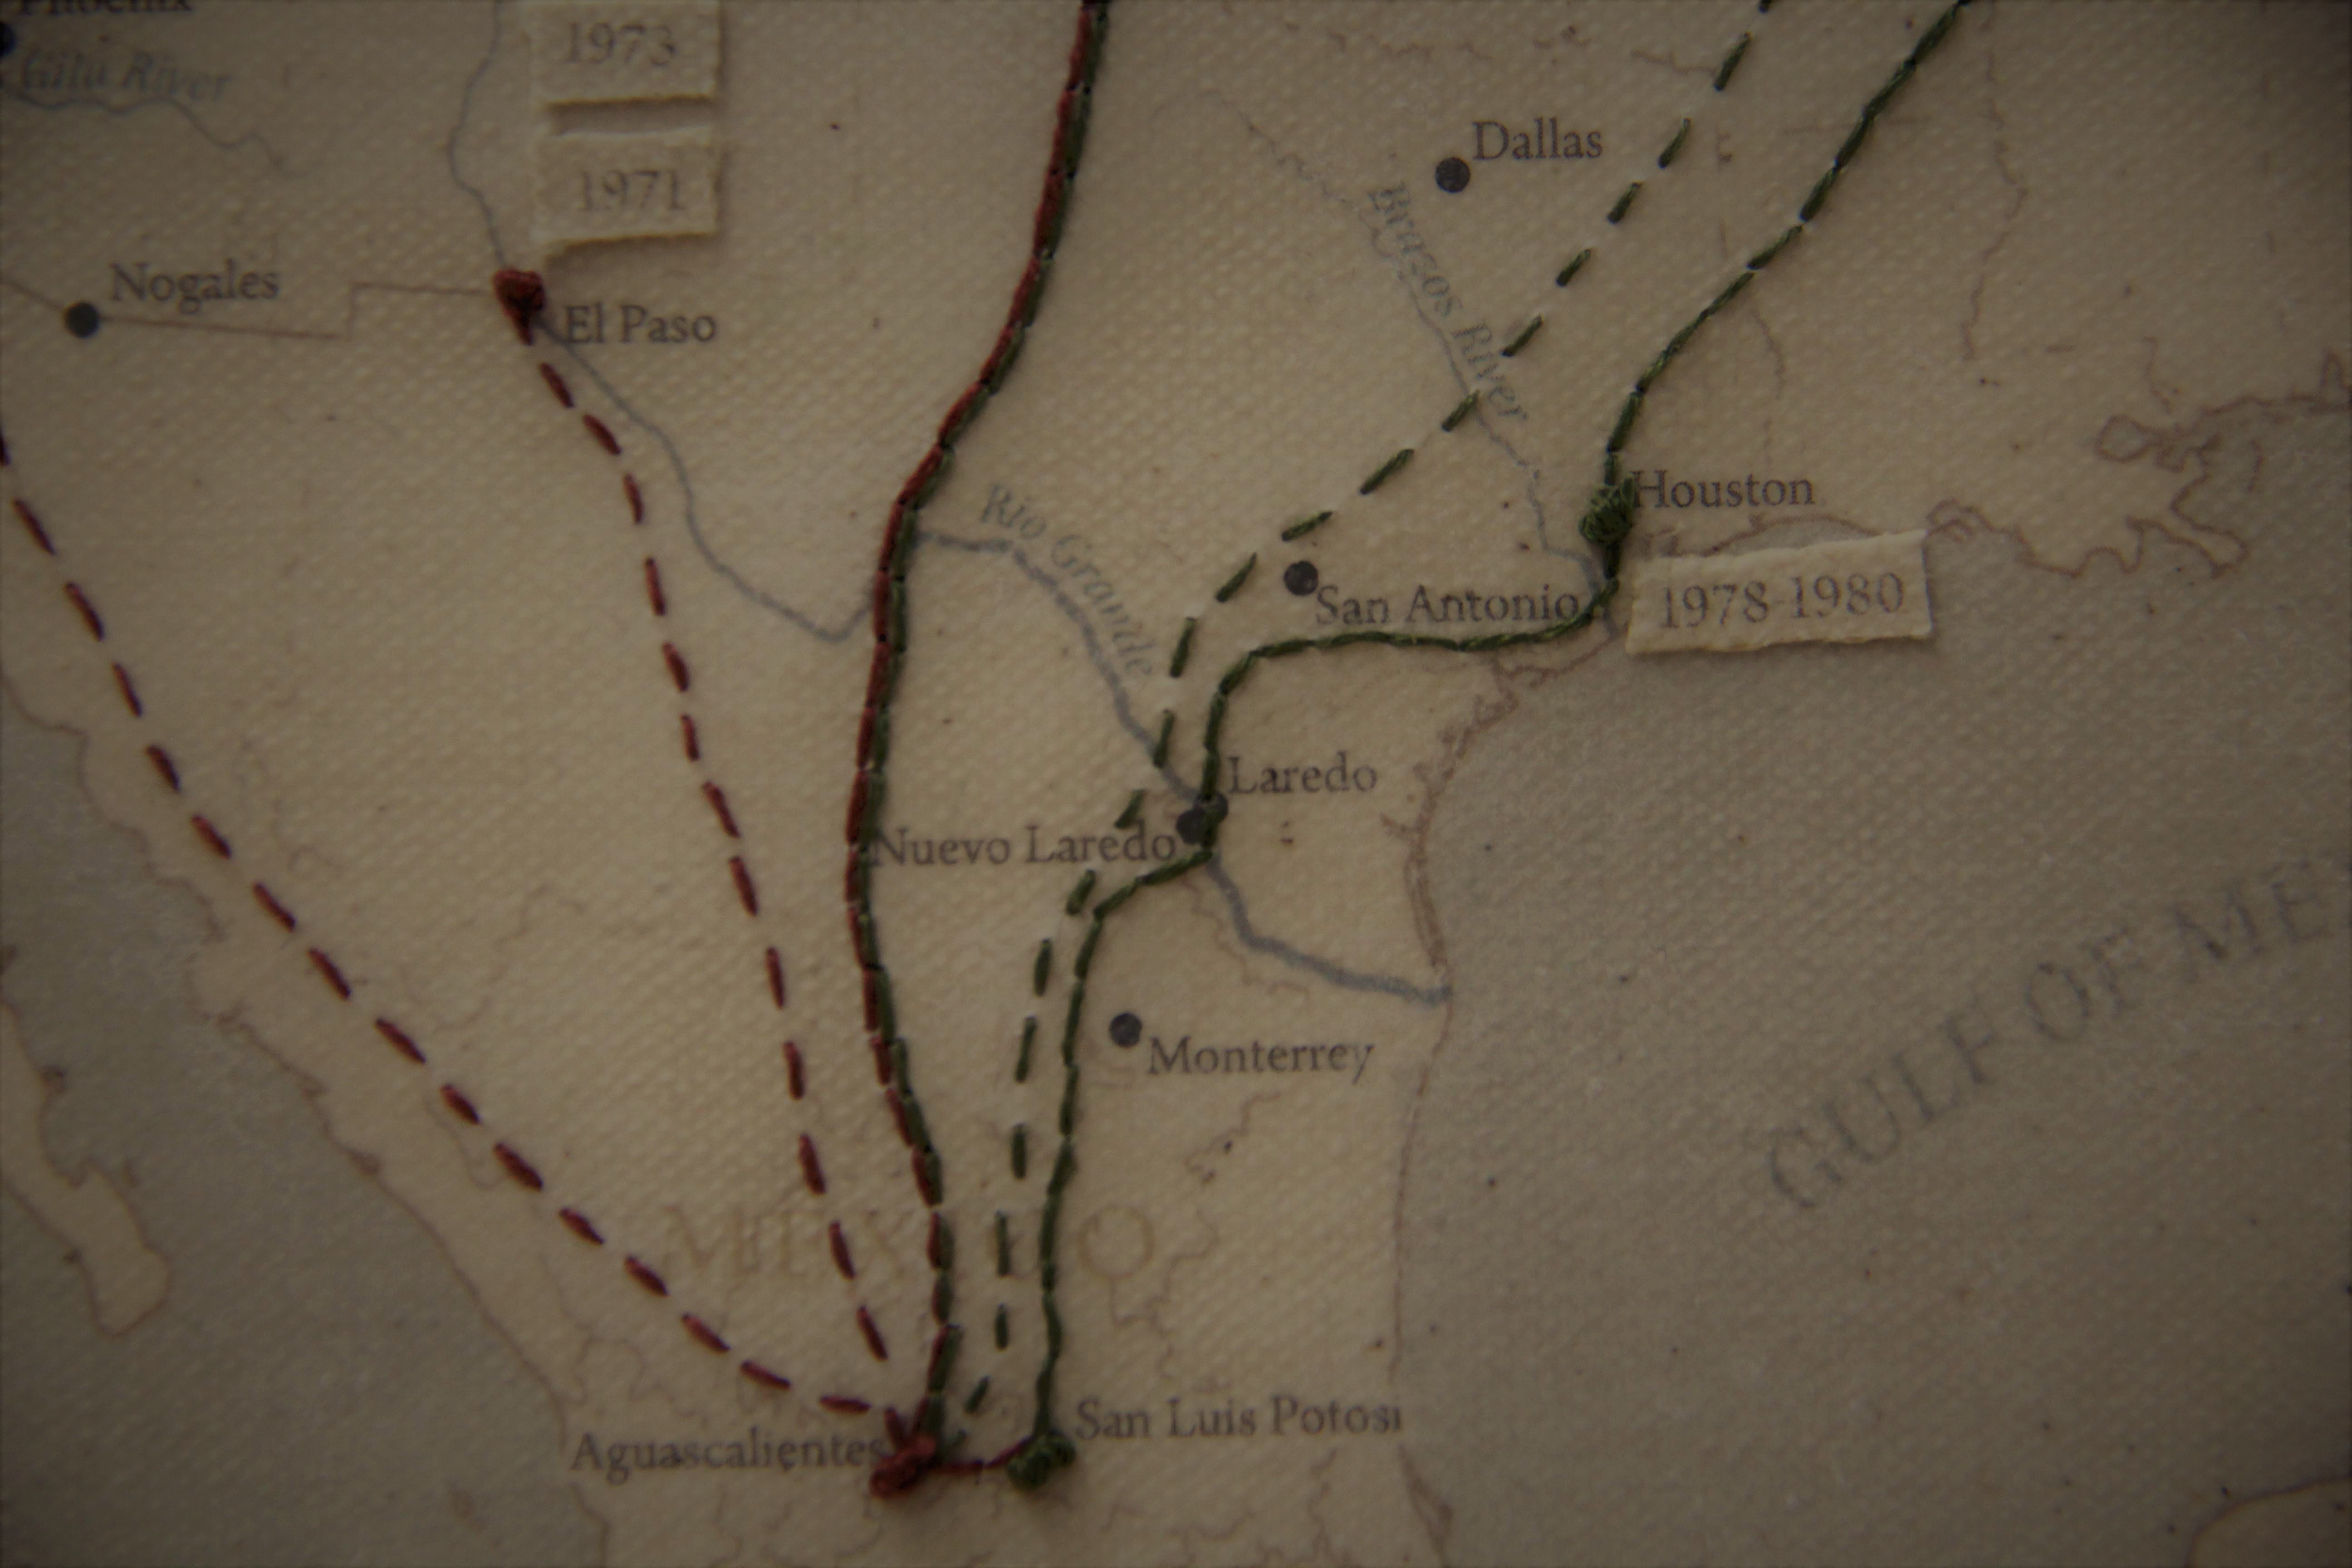 Phoenix
Gila River
1973
1971
Dallas
Brazos River
Nogales
El Paso
Houston
Rio Grande
San Antonio
1978-1980
Laredo
Nuevo Laredo
GULF OF ME
Monterrey
MEXICO
San Luis Potosi
Aguascalientes